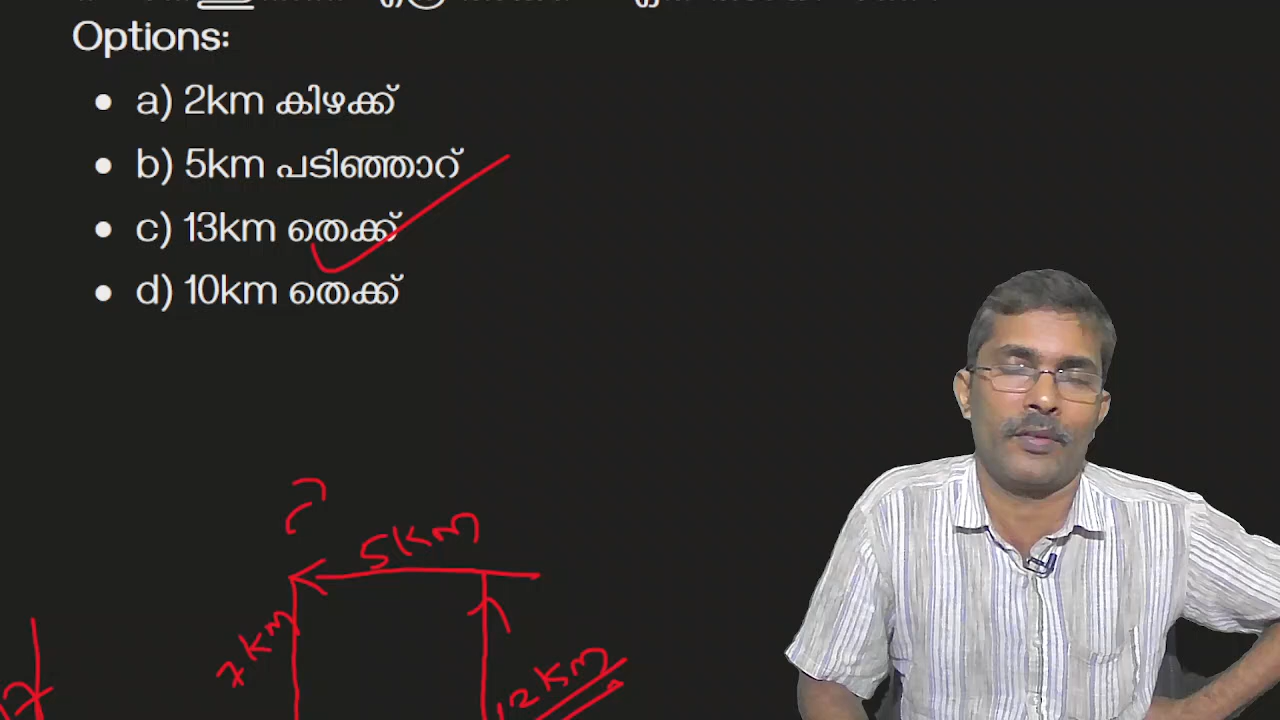 Options:
• a) 2km കിഴക്ക്
• b) 5km പടിഞ്ഞാറ്
• c) 13km തെക്ക്
• d) 10km തെക്ക്
5KM
7KM
12KM